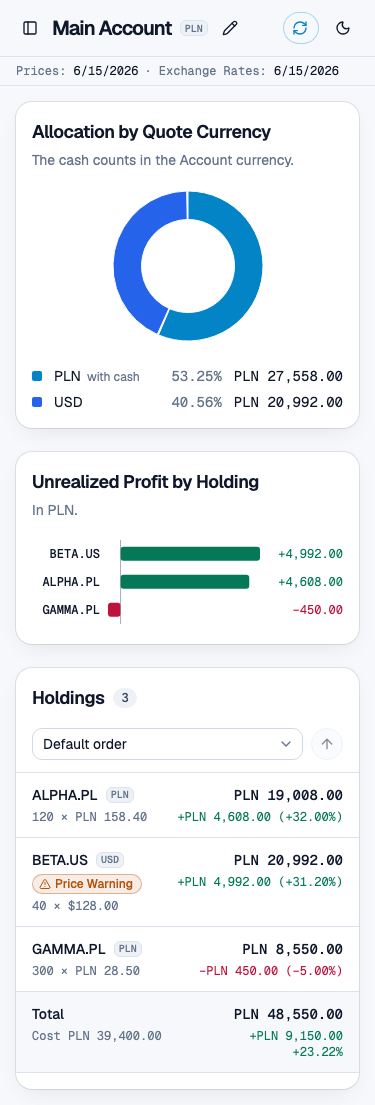 Main Account PLN
Prices: 6/15/2026 · Exchange Rates: 6/15/2026
Allocation by Quote Currency
The cash counts in the Account currency.
PLN with cash 53.25% PLN 27,558.00
USD 40.56% PLN 20,992.00
Unrealized Profit by Holding
In PLN.
BETA.US +4,992.00
ALPHA.PL +4,608.00
GAMMA.PL −450.00
Holdings 3
Default order
ALPHA.PL PLN PLN 19,008.00
120 × PLN 158.40 +PLN 4,608.00 (+32.00%)
BETA.US USD PLN 20,992.00
Price Warning +PLN 4,992.00 (+31.20%)
40 × $128.00
GAMMA.PL PLN PLN 8,550.00
300 × PLN 28.50 −PLN 450.00 (−5.00%)
Total PLN 48,550.00
Cost PLN 39,400.00 +PLN 9,150.00
+23.22%